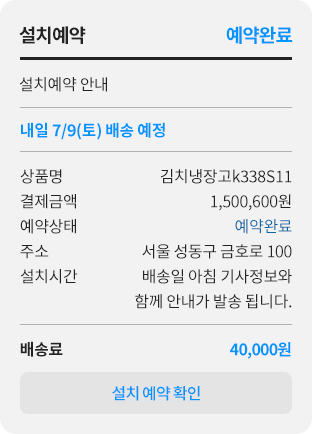 설치예약 예약완료
설치예약 안내
내일 7/9(토) 배송 예정
상품명 김치냉장고k338S11
결제금액 1,500,600원
예약상태 예약완료
주소 서울 성동구 금호로 100
설치시간 배송일 아침 기사정보와
함께 안내가 발송 됩니다.
배송료 40,000원
설치 예약 확인